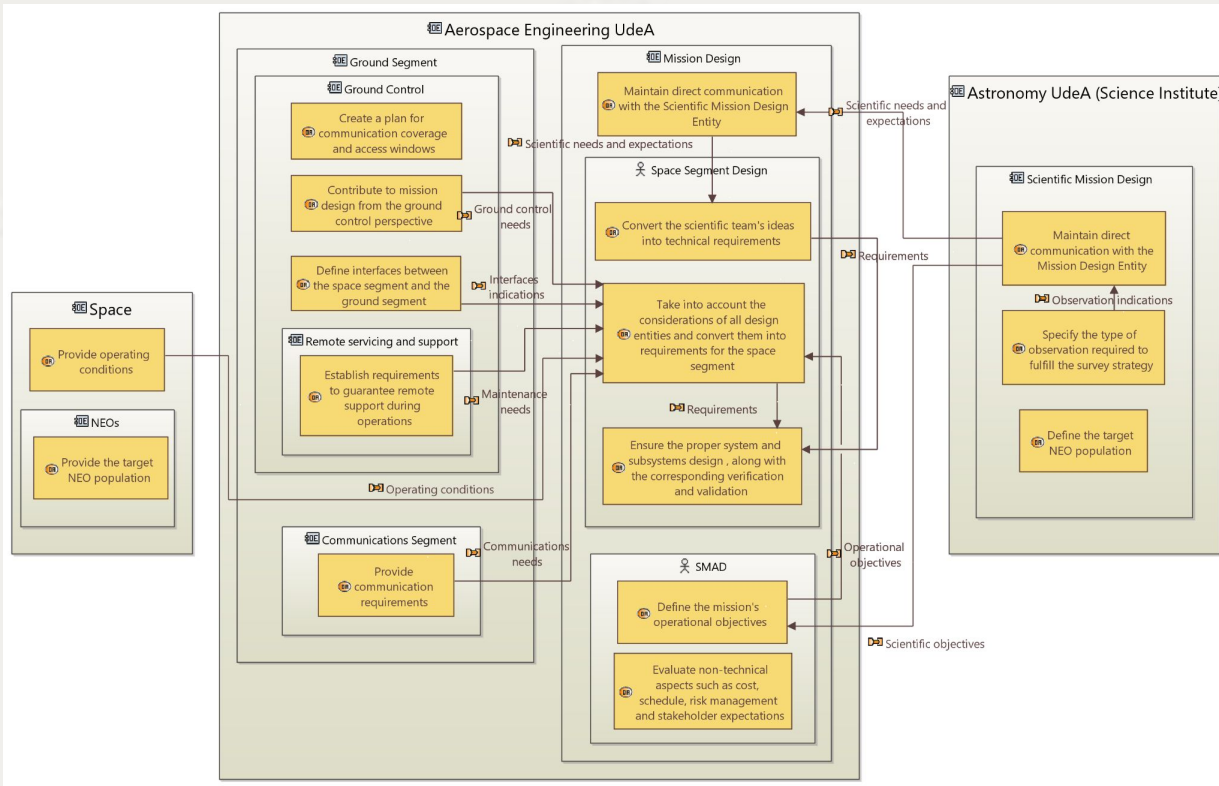 Aerospace Engineering UdeA
Ground Segment
Ground Control
Create a plan for
communication coverage
and access windows
Contribute to mission
design from the ground
control perspective
Ground control
needs
Define interfaces between
the space segment and the
ground segment
Interfaces
indications
Remote servicing and support
Establish requirements
to guarantee remote
support during
operations
Maintenance
needs
Operating conditions
Communications Segment
Provide
communication
requirements
Communications
needs
Space
Provide operating
conditions
NEOs
Provide the target
NEO population
Mission Design
Maintain direct communication
with the Scientific Mission Design
Entity
Scientific needs and expectations
Scientific needs and
expectations
Space Segment Design
Convert the scientific team's ideas
into technical requirements
Requirements
Take into account the
considerations of all design
entities and convert them into
requirements for the space
segment
Requirements
Ensure the proper system and
subsystems design , along with
the corresponding verification
and validation
SMAD
Define the mission's
operational objectives
Operational
objectives
Evaluate non-technical
aspects such as cost,
schedule, risk management
and stakeholder expectations
Scientific objectives
Astronomy UdeA (Science Institute)
Scientific Mission Design
Maintain direct
communication with the
Mission Design Entity
Observation indications
Specify the type of
observation required to
fulfill the survey strategy
Define the target
NEO population